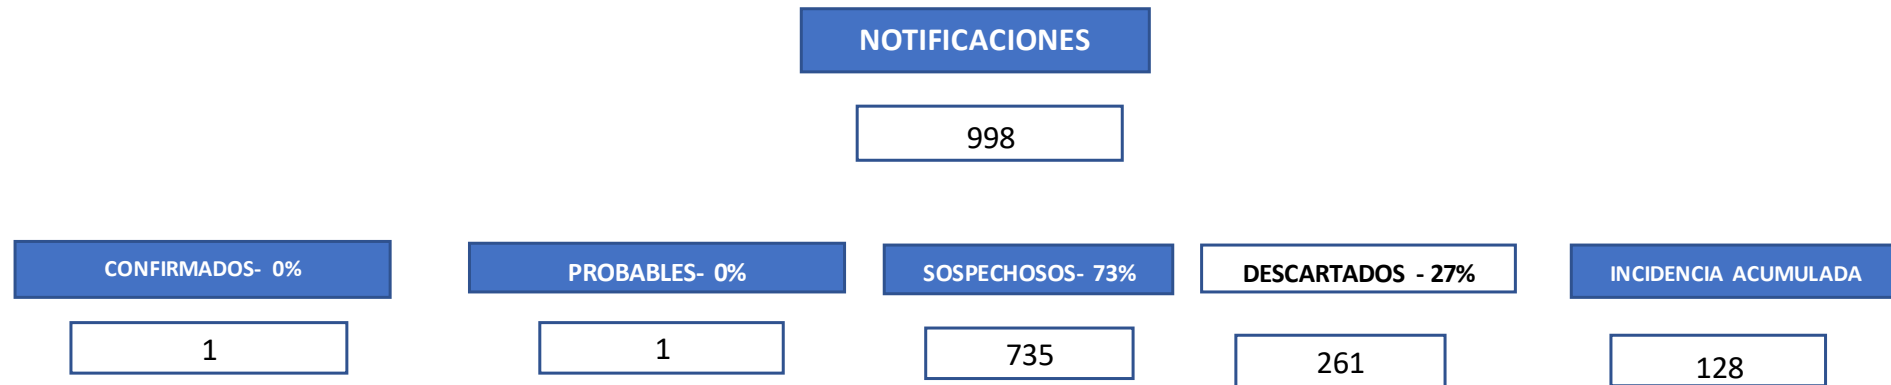 NOTIFICACIONES
998
CONFIRMADOS- 0%
PROBABLES- 0%
SOSPECHOSOS- 73%
DESCARTADOS - 27%
INCIDENCIA ACUMULADA
1
1
735
261
128